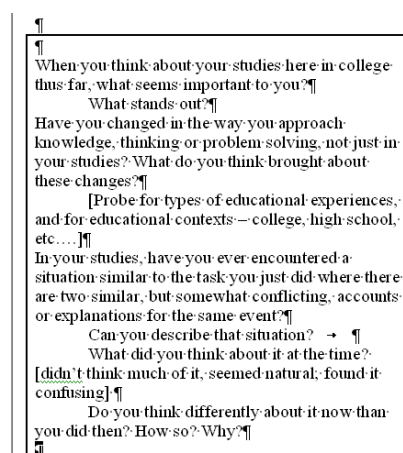 When you think about your studies here in college
thus far, what seems important to you?¶
What stands out?¶
Have you changed in the way you approach
knowledge, thinking or problem solving, not just in
your studies? What do you think brought about
these changes?¶
[Probe for types of educational experiences,
and for educational contexts – college, high school,
etc....]¶
In your studies, have you ever encountered a
situation similar to the task you just did where there
are two similar, but somewhat conflicting, accounts
or explanations for the same event?¶
Can you describe that situation? → ¶
What did you think about it at the time?
[didn't think much of it, seemed natural; found it
confusing] ¶
Do you think differently about it now than
you did then? How so? Why?¶